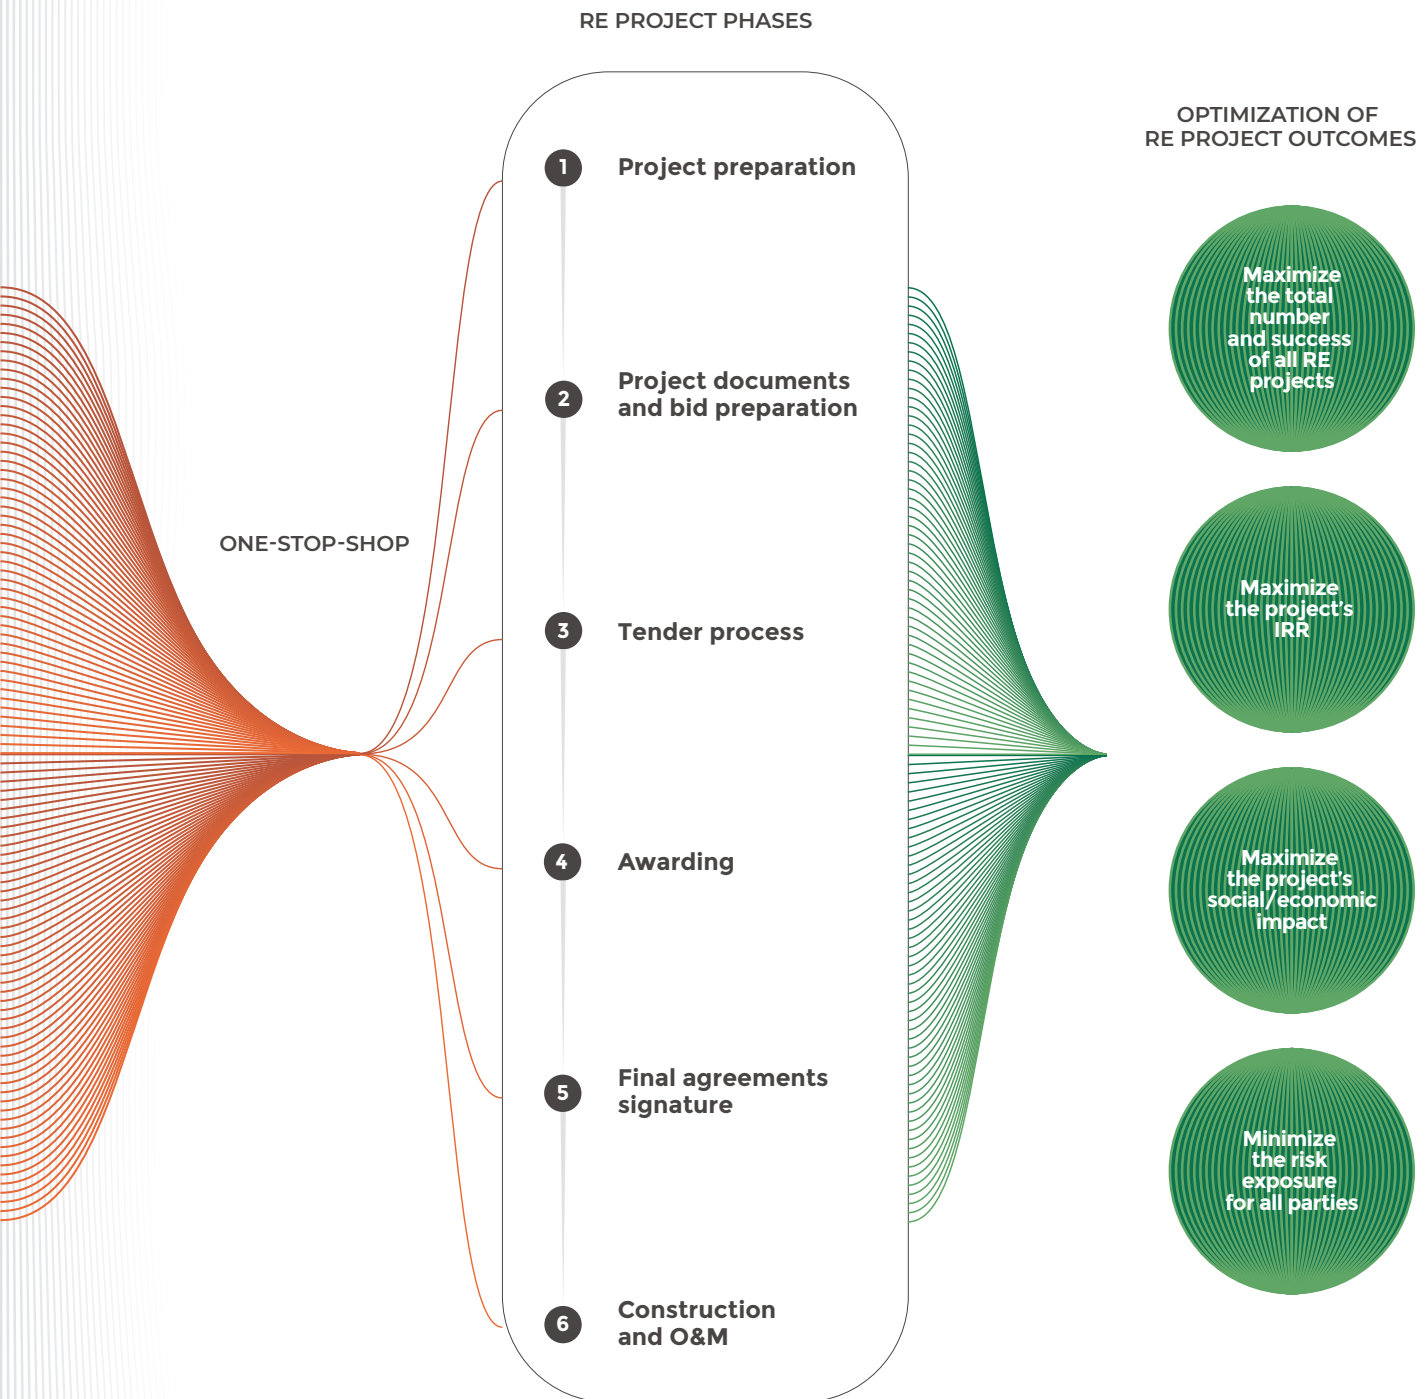 RE PROJECT PHASES
ONE-STOP-SHOP
1 Project preparation
2 Project documents
and bid preparation
3 Tender process
4 Awarding
5 Final agreements
signature
6 Construction
and O&M
OPTIMIZATION OF
RE PROJECT OUTCOMES
Maximize
the total
number
and success
of all RE
projects
Maximize
the project’s
IRR
Maximize
the project’s
social/economic
impact
Minimize
the risk
exposure
for all parties